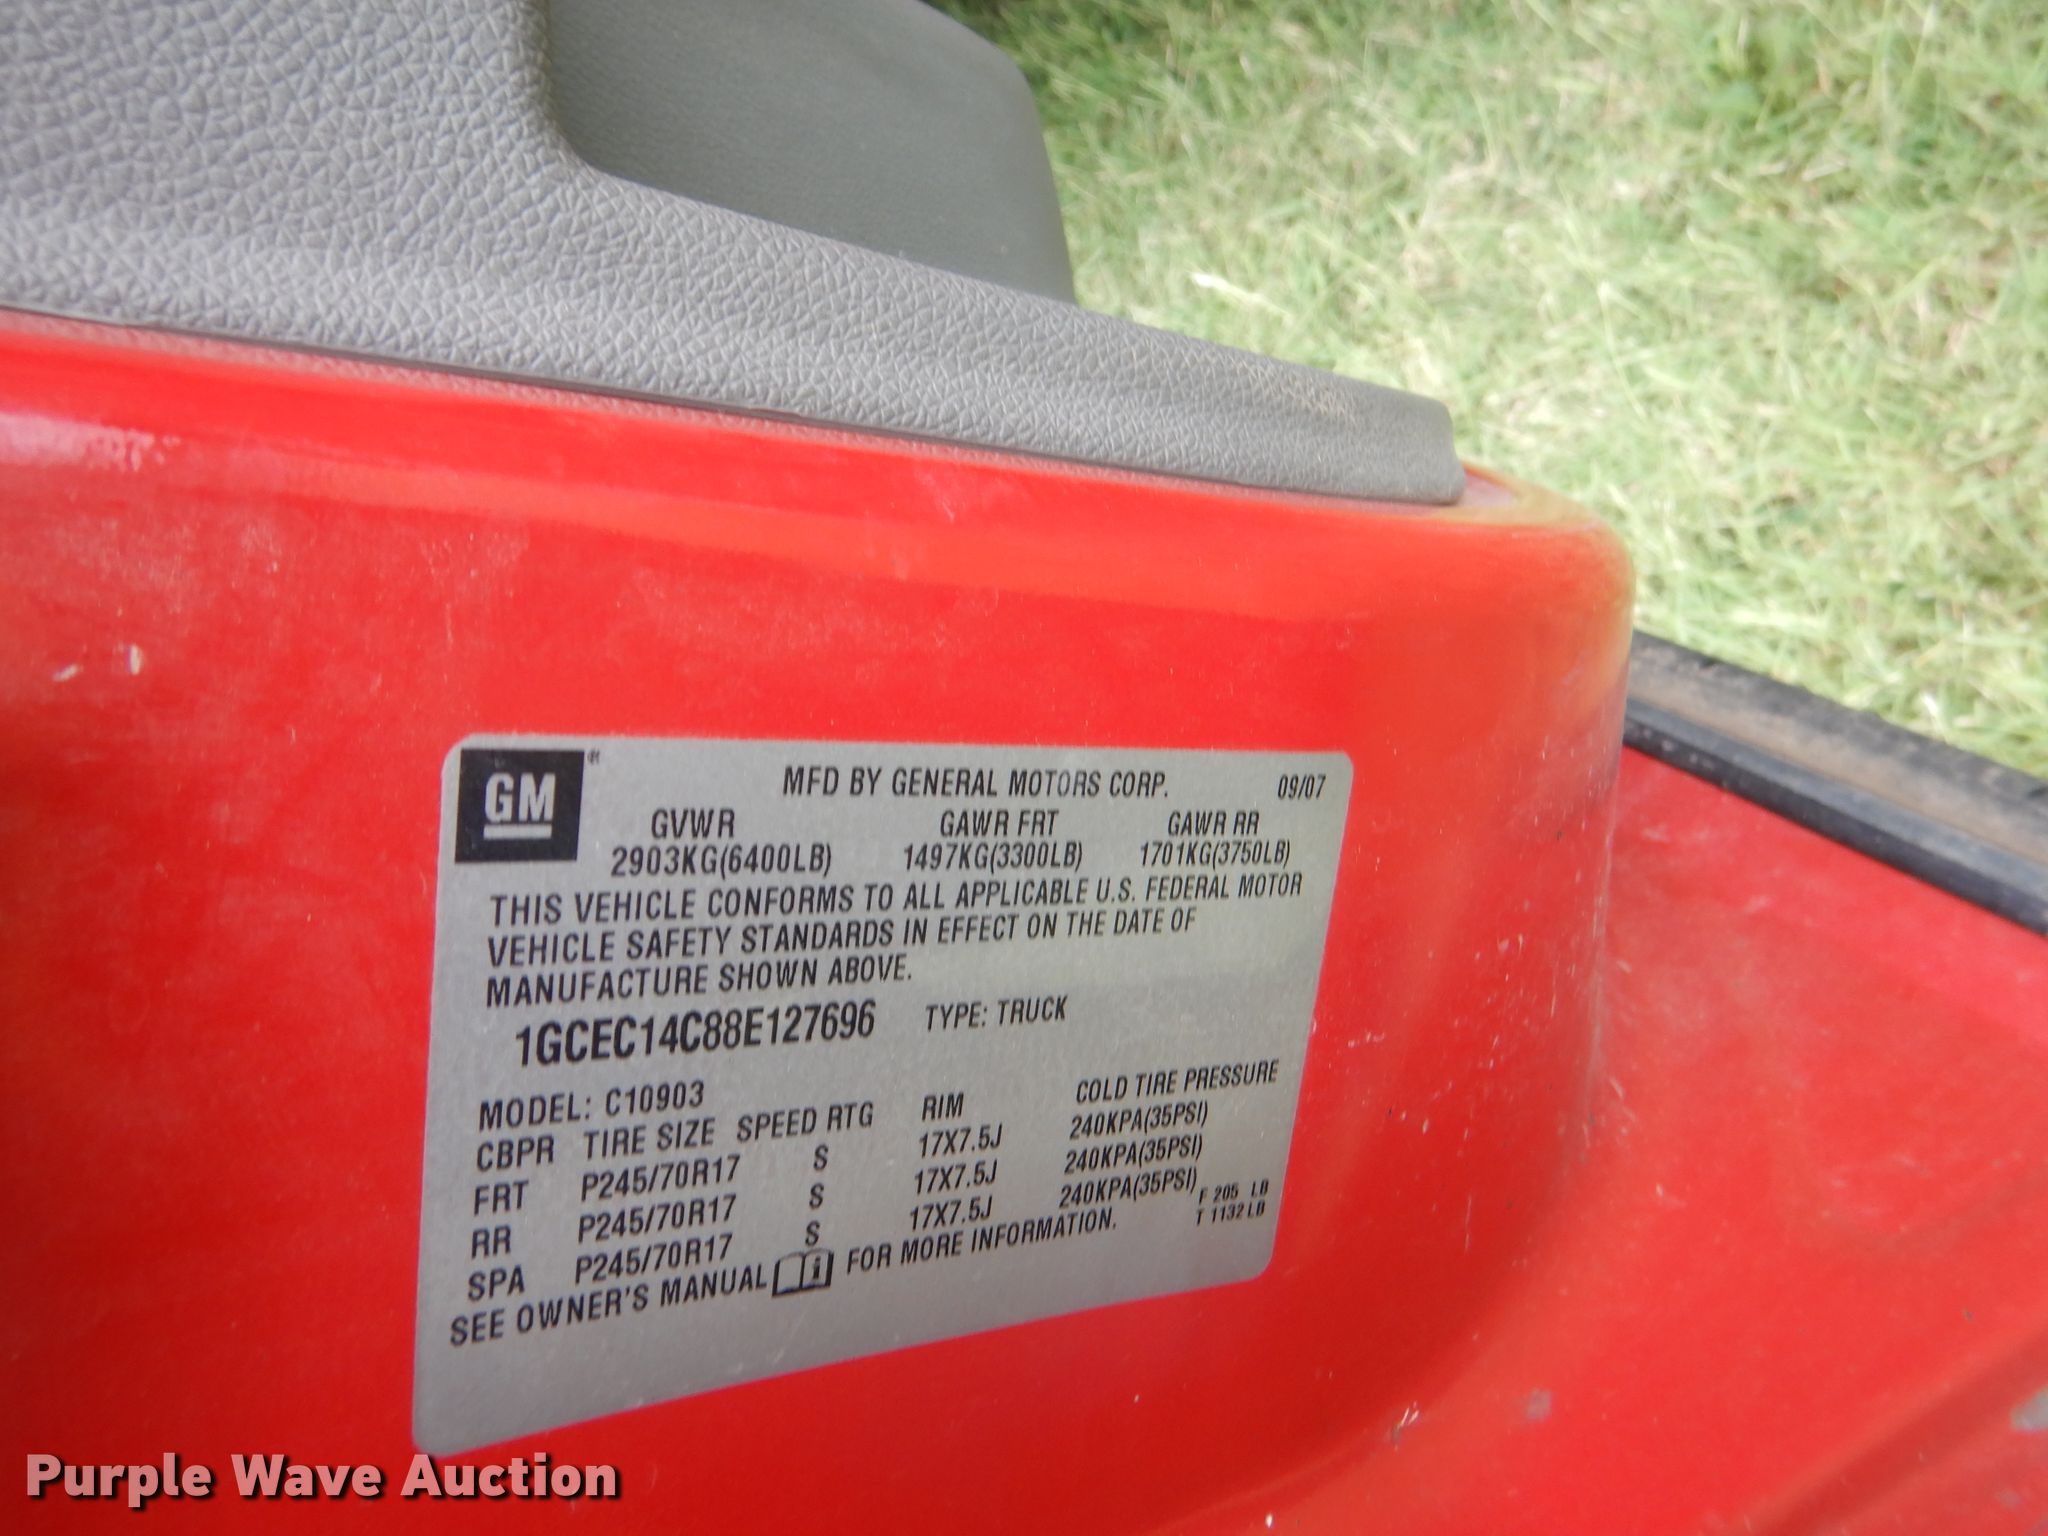 GM®
MFD BY GENERAL MOTORS CORP. 09/07
GVWR GAWR FRT GAWR RR
2903KG(6400LB) 1497KG(3300LB) 1701KG(3750LB)
THIS VEHICLE CONFORMS TO ALL APPLICABLE U.S. FEDERAL MOTOR
VEHICLE SAFETY STANDARDS IN EFFECT ON THE DATE OF
MANUFACTURE SHOWN ABOVE.
1GCEC14C88E127696 TYPE: TRUCK
MODEL: C10903
CBPR TIRE SIZE SPEED RTG RIM COLD TIRE PRESSURE
FRT P245/70R17 S 17X7.5J 240KPA(35PSI)
RR P245/70R17 S 17X7.5J 240KPA(35PSI)
SPA P245/70R17 S 17X7.5J 240KPA(35PSI)
F 205 LB
T 1132 LB
SEE OWNER'S MANUAL i FOR MORE INFORMATION.
Purple Wave Auction